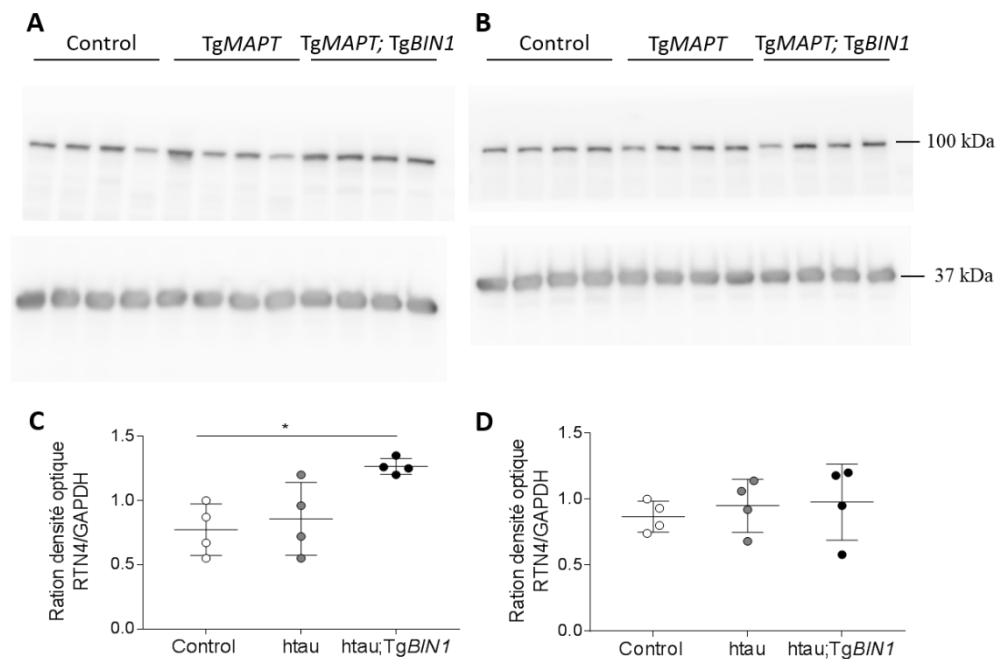 A
Control
TgMAPT
TgMAPT; TgBIN1
B
Control
TgMAPT
TgMAPT; TgBIN1
100 kDa
37 kDa
C
Ration densité optique
RTN4/GAPDH
1.5
1.0
0.5
0.0
*
Control
htau
htau;TgBIN1
D
Ration densité optique
RTN4/GAPDH
1.5
1.0
0.5
0.0
Control
htau
htau;TgBIN1